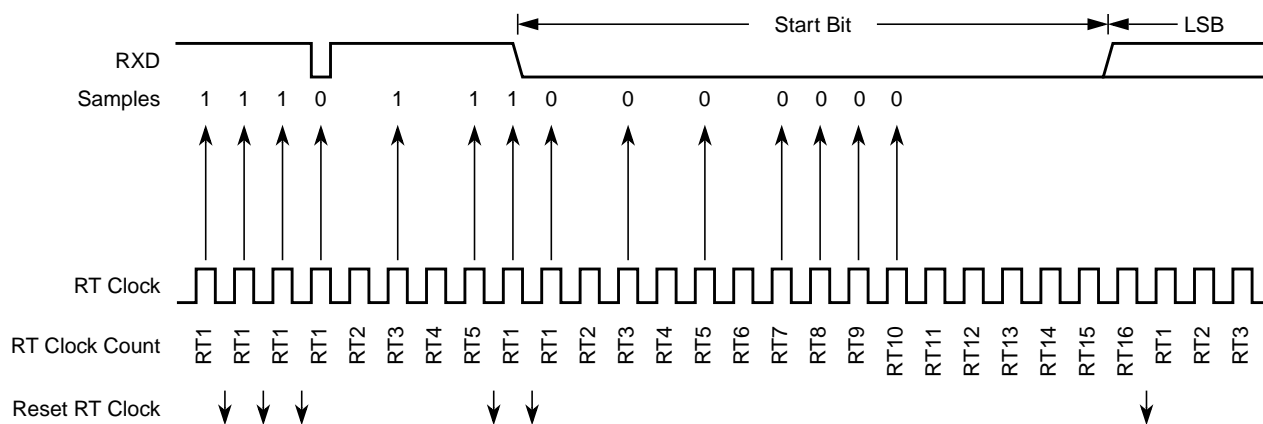 Start Bit LSB
RXD
Samples 1 1 1 0 1 1 1 0 0 0 0 0 0 0
RT Clock
RT Clock Count RT1 RT1 RT1 RT1 RT2 RT3 RT4 RT5 RT1 RT1 RT2 RT3 RT4 RT5 RT6 RT7 RT8 RT9 RT10 RT11 RT12 RT13 RT14 RT15 RT16 RT1 RT2 RT3
Reset RT Clock